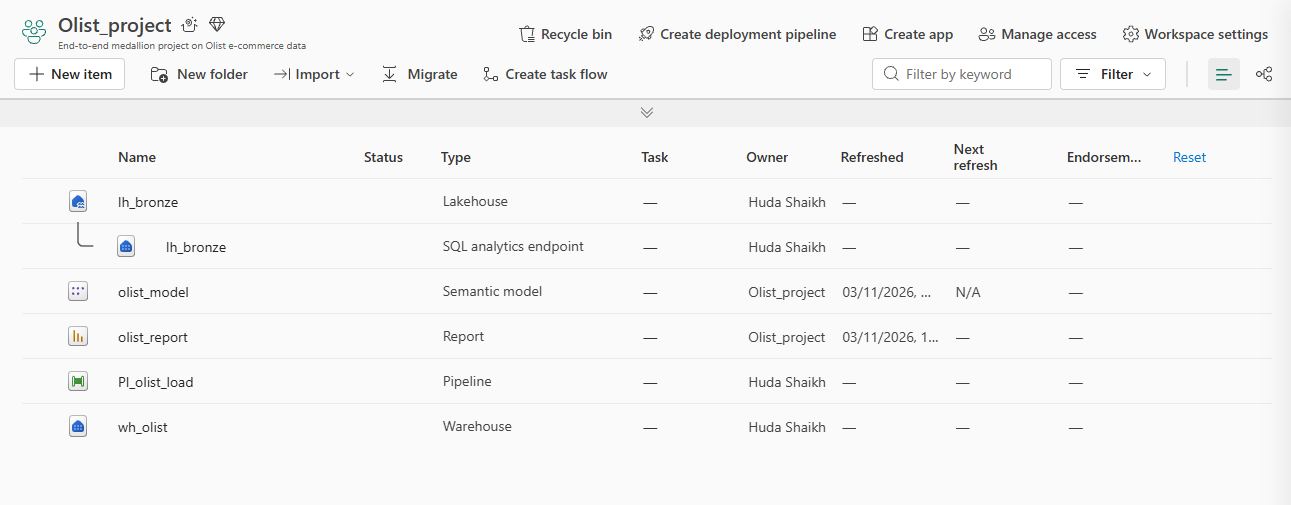 Olist_project
End-to-end medallion project on Olist e-commerce data
Recycle bin Create deployment pipeline Create app Manage access Workspace settings
New item New folder Import Migrate Create task flow Filter by keyword Filter
Name Status Type Task Owner Refreshed Next refresh Endorsem... Reset
lh_bronze Lakehouse — Huda Shaikh — — —
lh_bronze SQL analytics endpoint — Huda Shaikh — — —
olist_model Semantic model — Olist_project 03/11/2026, ... N/A —
olist_report Report — Olist_project 03/11/2026, 1... — —
Pl_olist_load Pipeline — Huda Shaikh — — —
wh_olist Warehouse — Huda Shaikh — — —